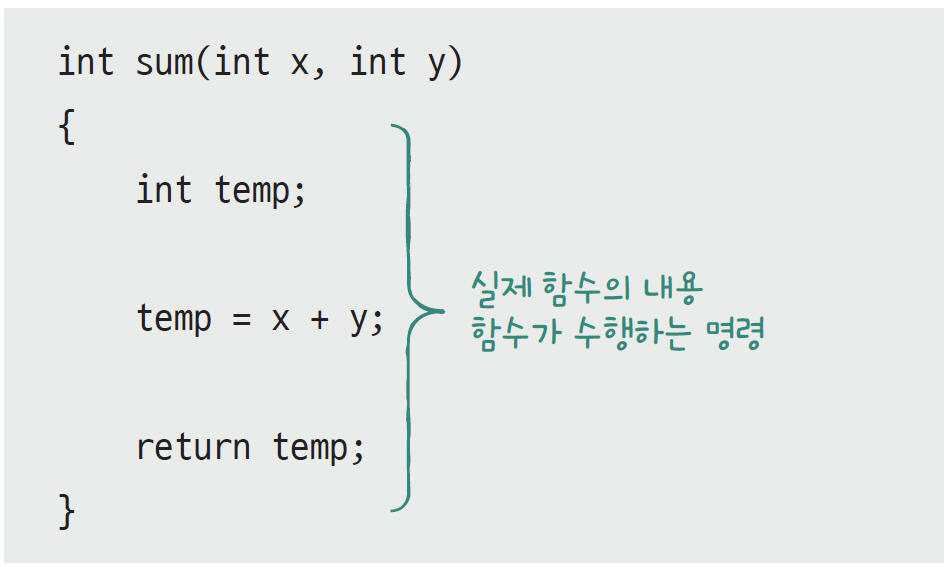 int sum(int x, int y)
{
int temp;
temp = x + y;
return temp;
}
실제 함수의 내용
함수가 수행하는 명령